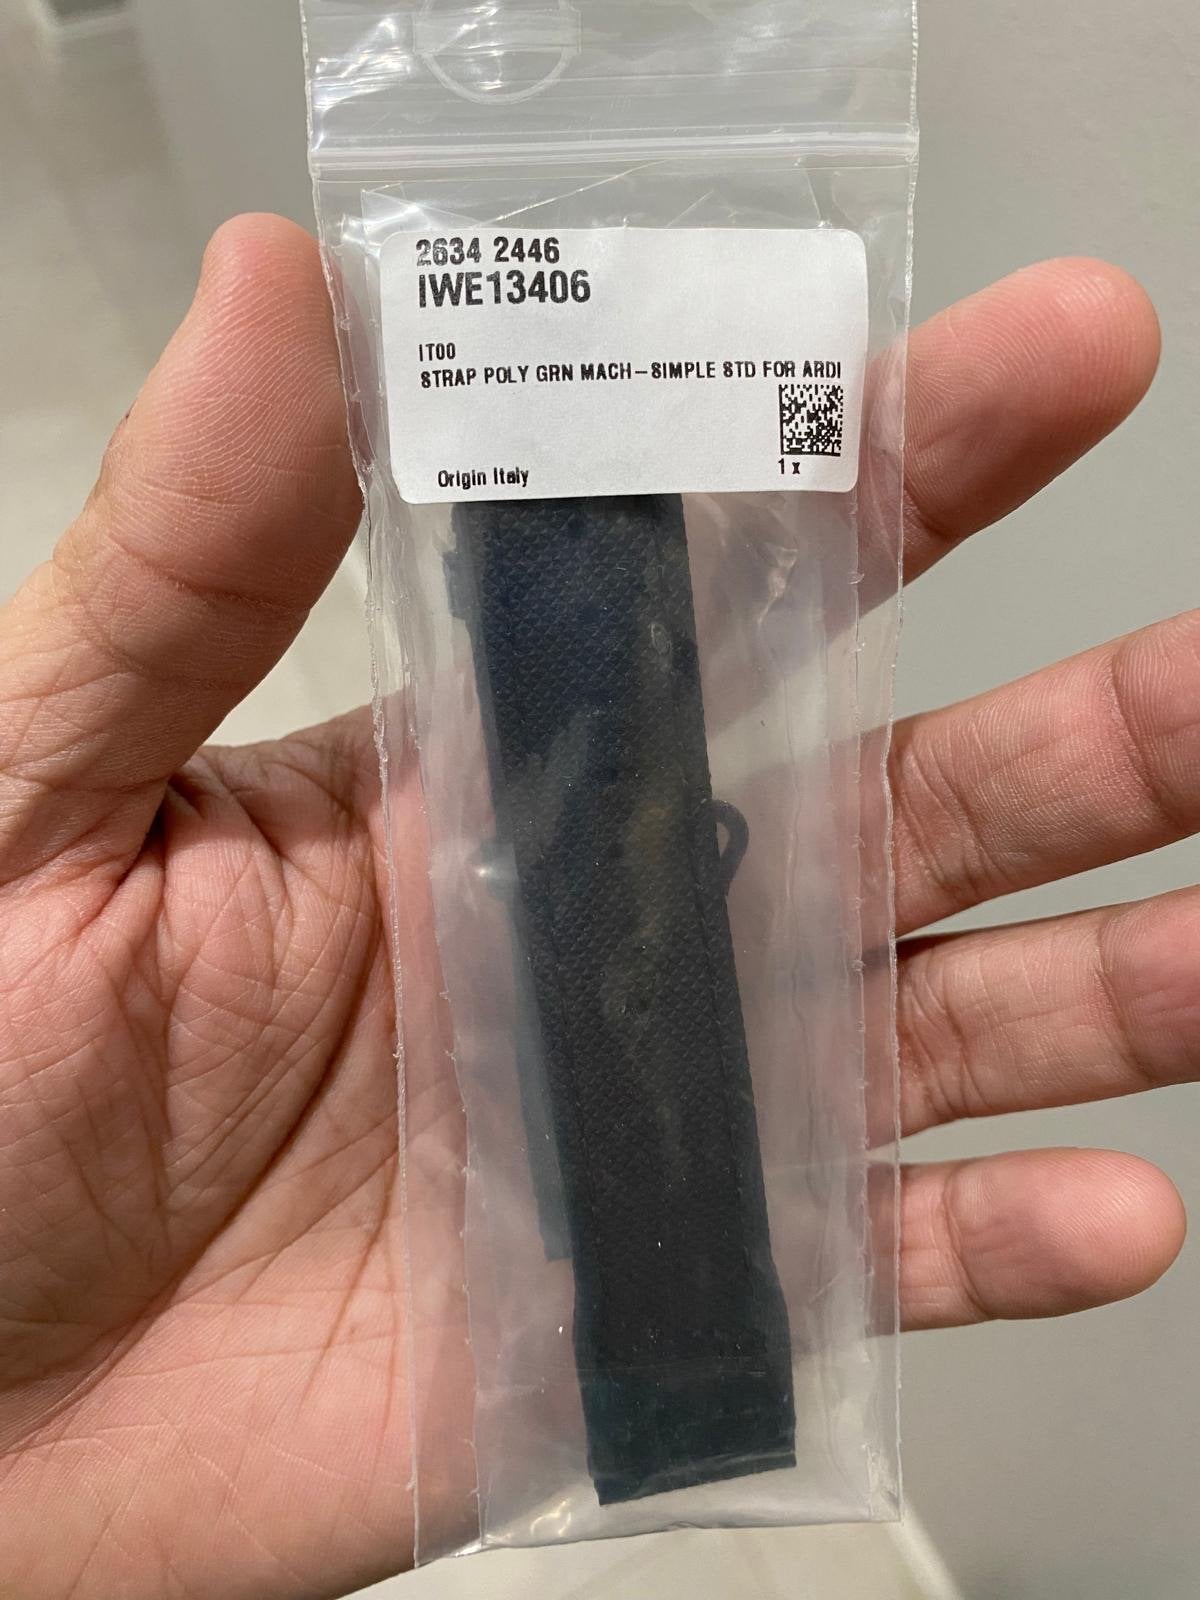 2634 2446
IWE13406
IT00
STRAP POLY GRN MACH-SIMPLE STD FOR ARDI
1 x
Origin Italy